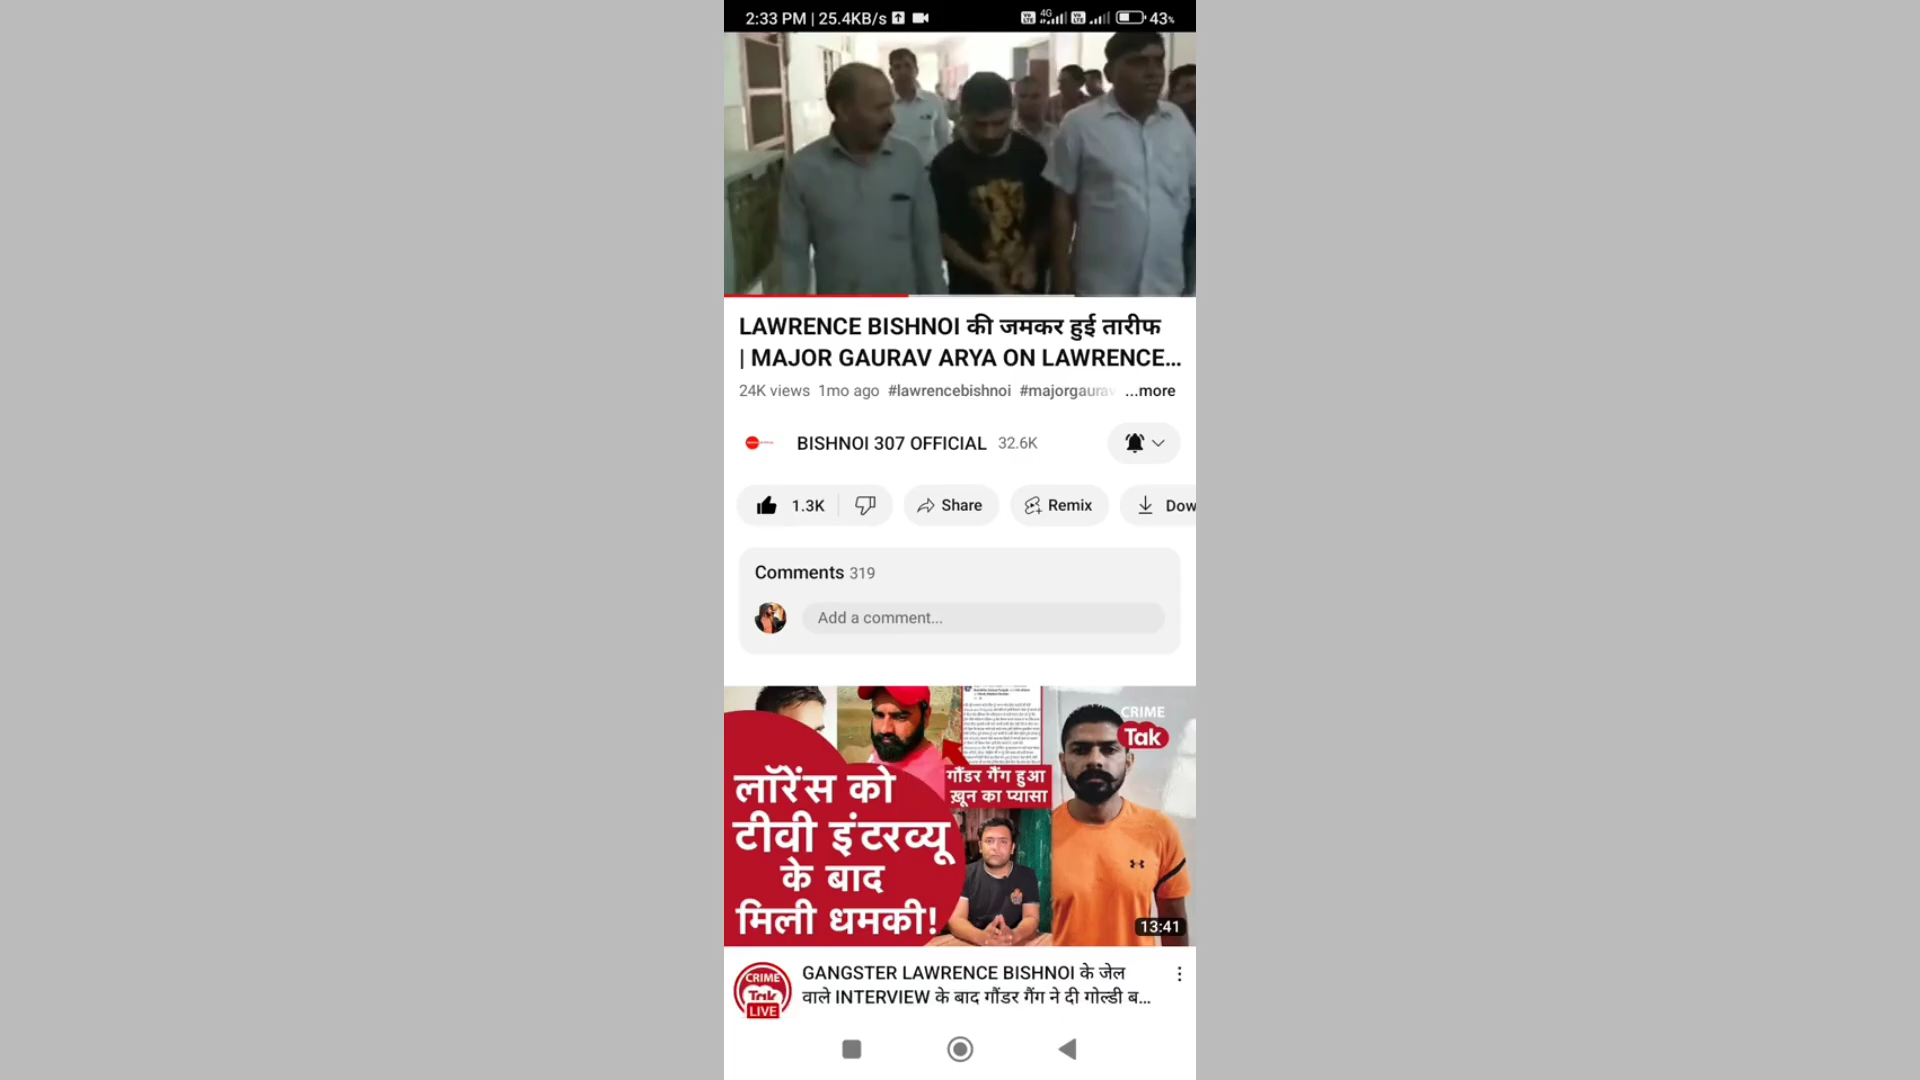 2:33 PM | 25.4KB/s
4G
43%
LAWRENCE BISHNOI की जमकर हुई तारीफ
| MAJOR GAURAV ARYA ON LAWRENCE...
24K views 1mo ago #lawrencebishnoi #majorgaurav ...more
BISHNOI 307 OFFICIAL 32.6K
1.3K
Share
Remix
Dow
Comments 319
Add a comment...
CRIME
Tak
लॉरेंस को
टीवी इंटरव्यू
के बाद
मिली धमकी!
गौंडर गैंग हुआ
ख़ून का प्यासा
13:41
CRIME
Tak
LIVE
GANGSTER LAWRENCE BISHNOI के जेल
वाले INTERVIEW के बाद गौंडर गैंग ने दी गोल्डी ब...